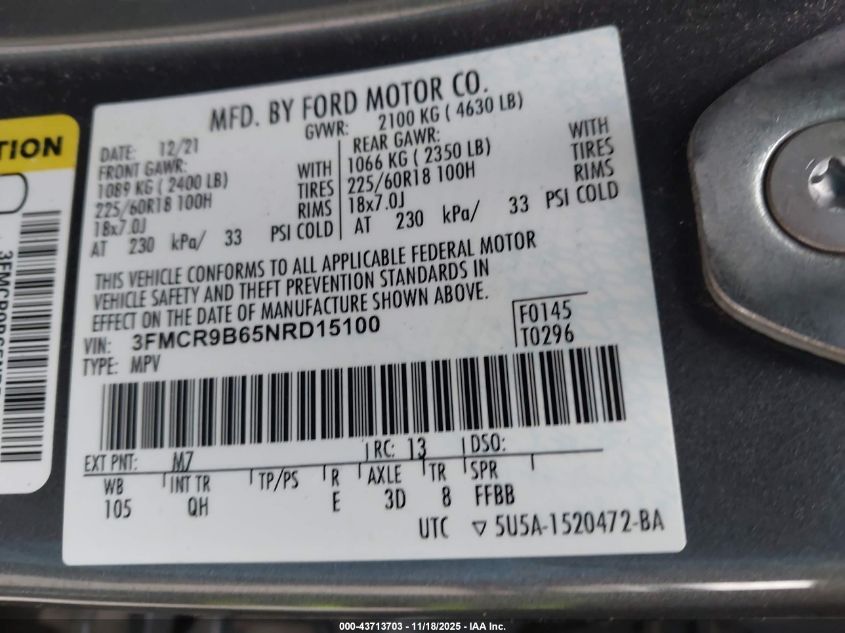 TION
MFD. BY FORD MOTOR CO.
DATE: 12/21 GVWR: 2100 KG ( 4630 LB)
FRONT GAWR: REAR GAWR:
1089 KG ( 2400 LB) WITH 1066 KG ( 2350 LB) WITH
225/60R18 100H TIRES 225/60R18 100H TIRES
18x7.0J RIMS 18x7.0J RIMS
AT 230 kPa/ 33 PSI COLD AT 230 kPa/ 33 PSI COLD
THIS VEHICLE CONFORMS TO ALL APPLICABLE FEDERAL MOTOR
VEHICLE SAFETY AND THEFT PREVENTION STANDARDS IN
EFFECT ON THE DATE OF MANUFACTURE SHOWN ABOVE.
VIN: 3FMCR9B65NRD15100 F0145
TYPE: MPV T0296
EXT PNT: M7 RC: 13 DSO:
WB INT TR TP/PS R AXLE TR SPR
105 QH E 3D 8 FFBB
UTC ▽ 5U5A-1520472-BA
000-43713703 - 11/18/2025 - IAA Inc.